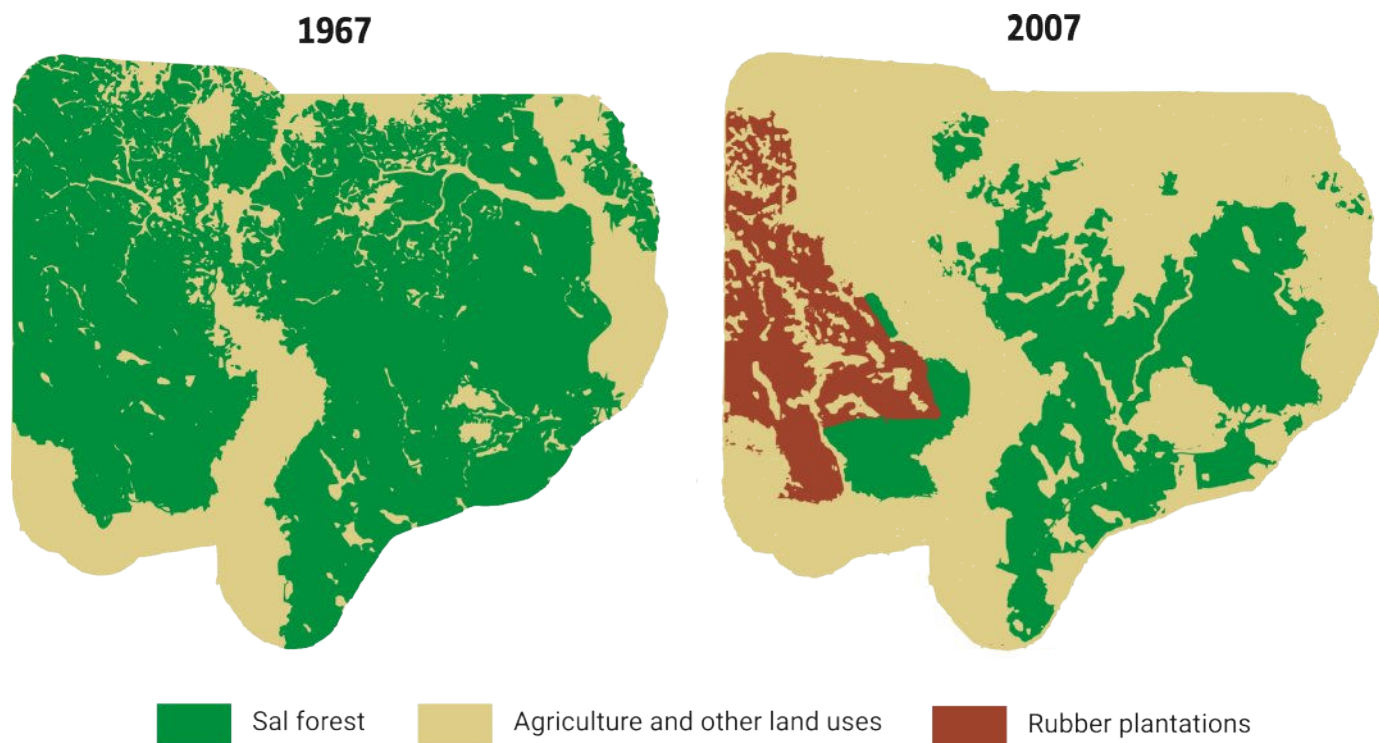 1967
2007
Sal forest
Agriculture and other land uses
Rubber plantations